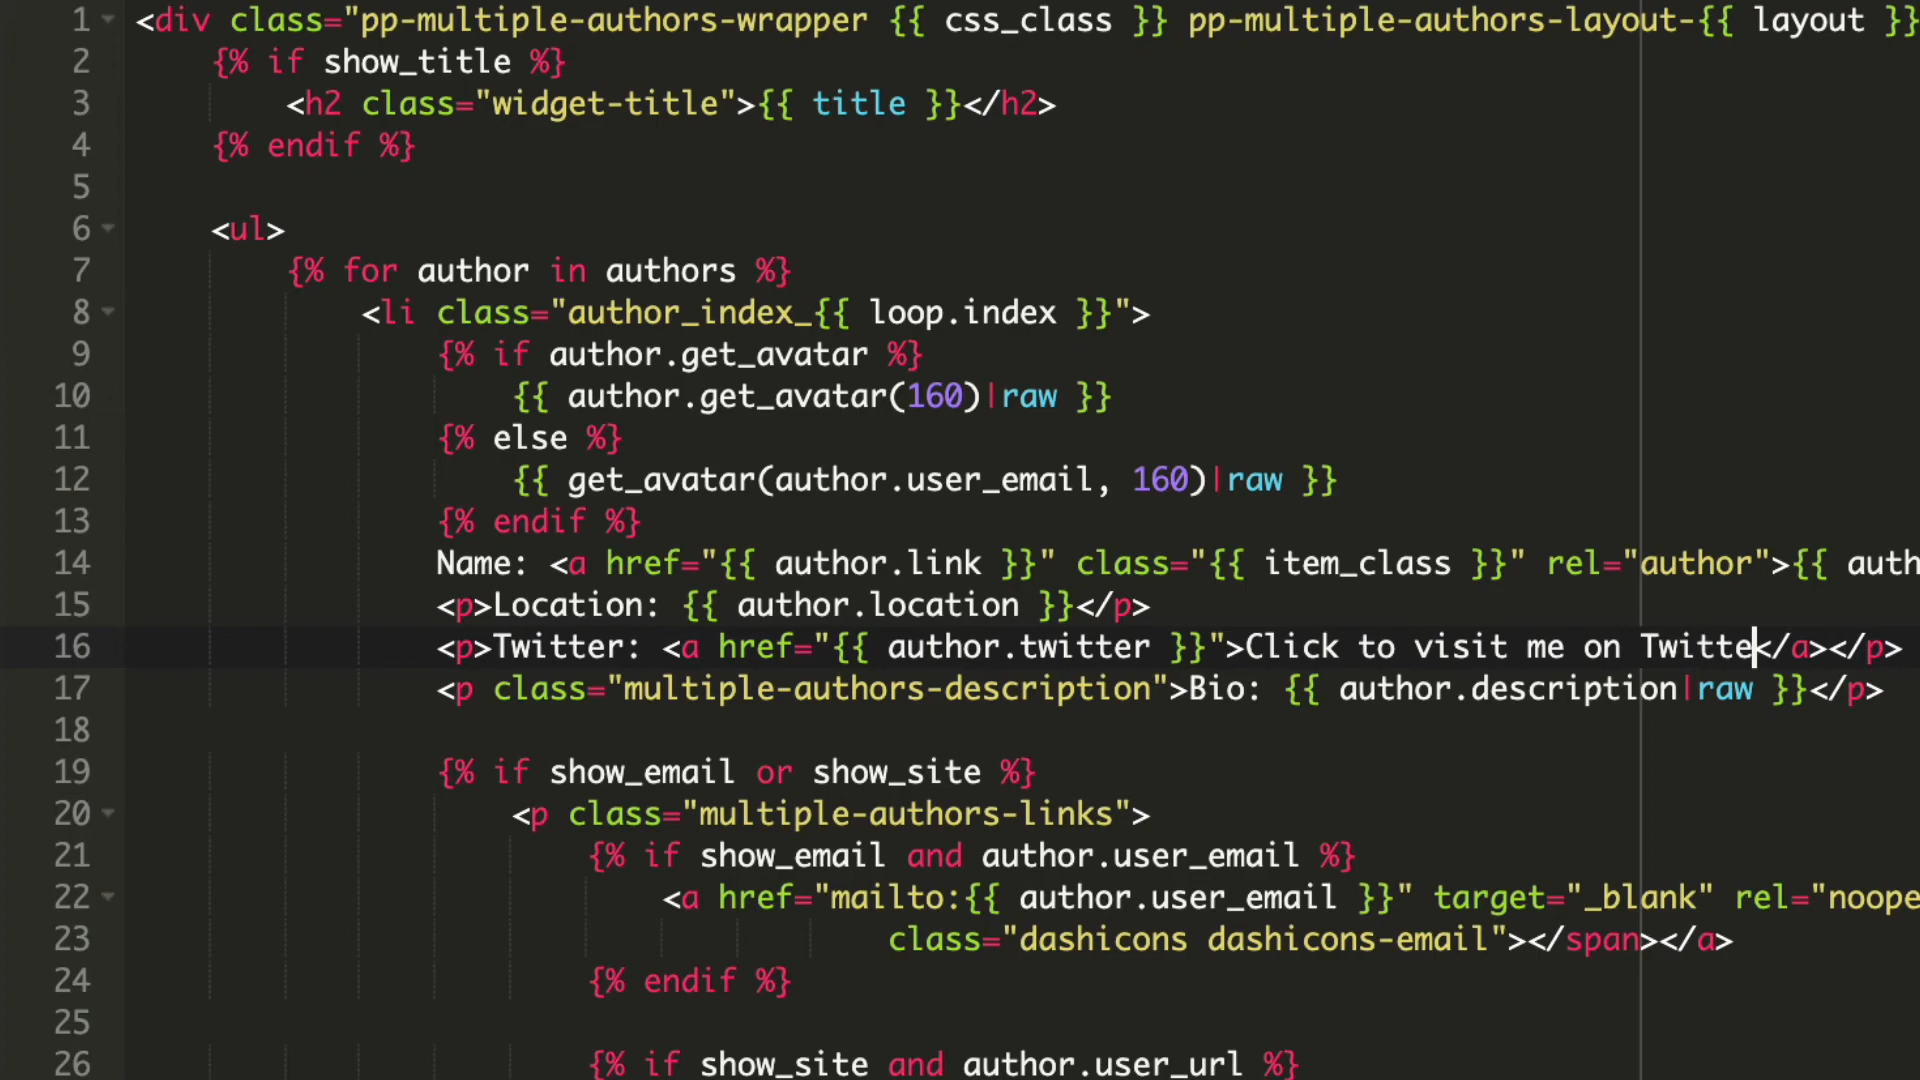 1 <div class="pp-multiple-authors-wrapper {{ css_class }} pp-multiple-authors-layout-{{ layout }}
2 {% if show_title %}
3 <h2 class="widget-title">{{ title }}</h2>
4 {% endif %}
5
6 <ul>
7 {% for author in authors %}
8 <li class="author_index_{{ loop.index }}">
9 {% if author.get_avatar %}
10 {{ author.get_avatar(160)|raw }}
11 {% else %}
12 {{ get_avatar(author.user_email, 160)|raw }}
13 {% endif %}
14 Name: <a href="{{ author.link }}" class="{{ item_class }}" rel="author">{{ auth
15 <p>Location: {{ author.location }}</p>
16 <p>Twitter: <a href="{{ author.twitter }}">Click to visit me on Twitte</a></p>
17 <p class="multiple-authors-description">Bio: {{ author.description|raw }}</p>
18
19 {% if show_email or show_site %}
20 <p class="multiple-authors-links">
21 {% if show_email and author.user_email %}
22 <a href="mailto:{{ author.user_email }}" target="_blank" rel="noope
23 class="dashicons dashicons-email"></span></a>
24 {% endif %}
25
26 {% if show_site and author.user_url %}